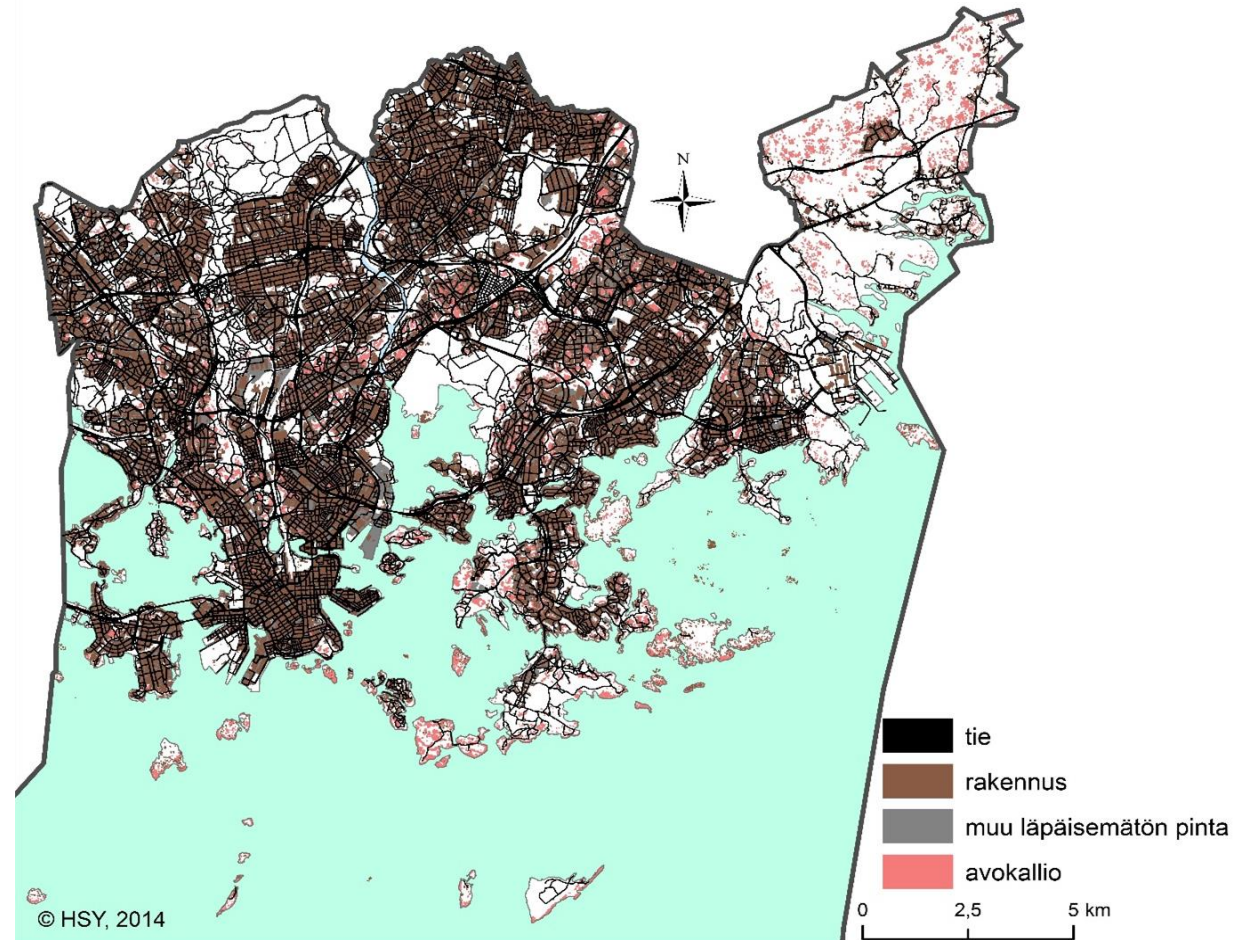 N
tie
rakennus
muu läpäisemätön pinta
avokallio
0 2,5 5 km
© HSY, 2014